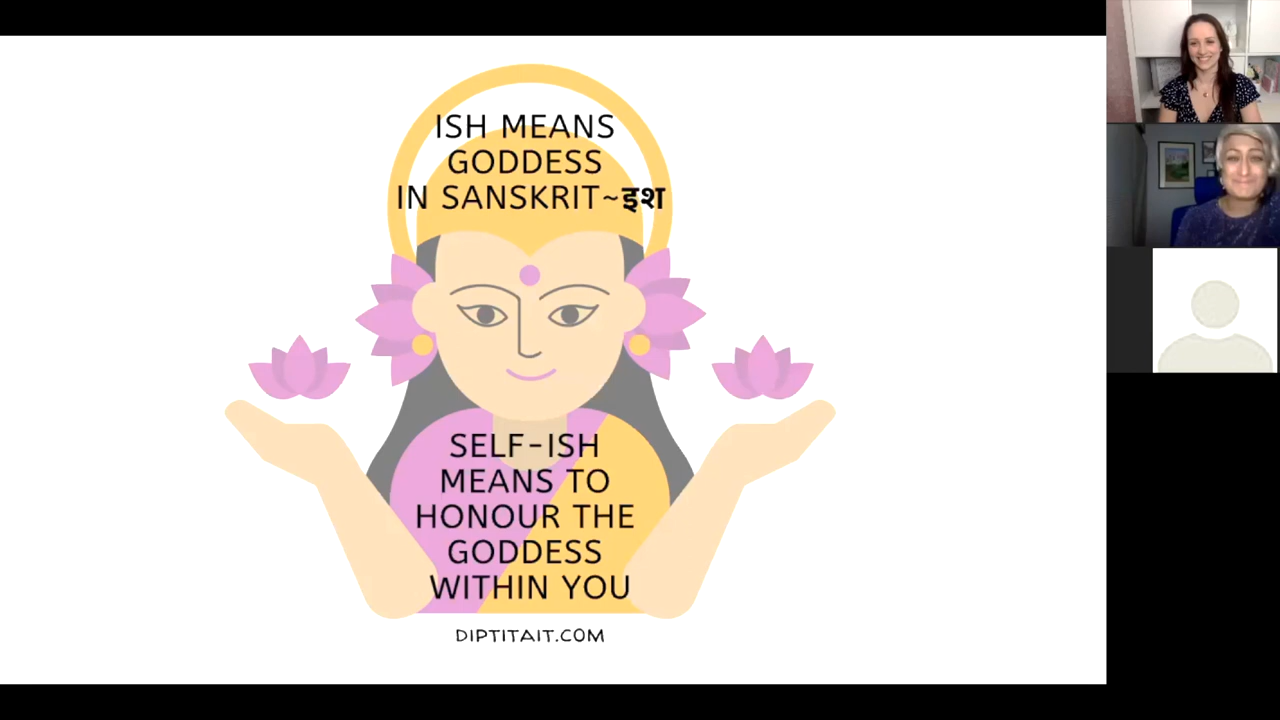 ISH MEANS
GODDESS
IN SANSKRIT~इश
SELF-ISH
MEANS TO
HONOUR THE
GODDESS
WITHIN YOU
DIPTITAIT.COM